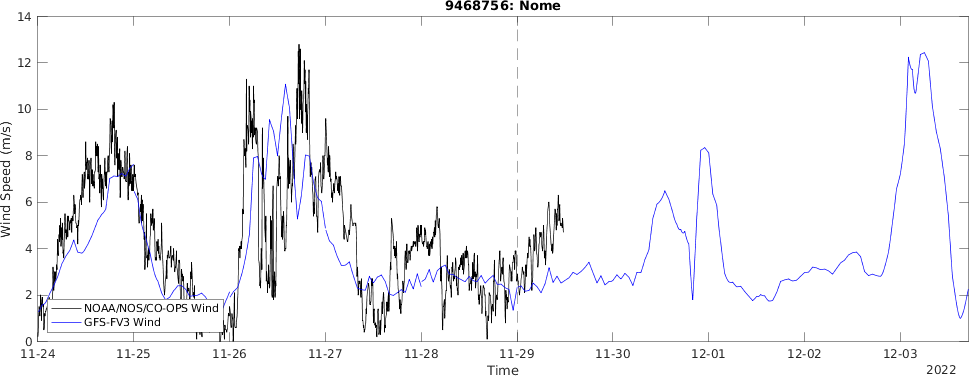 9468756: Nome
14
12
10
8
6
4
2
0
Wind Speed (m/s)
NOAA/NOS/CO-OPS Wind
GFS-FV3 Wind
11-24 11-25 11-26 11-27 11-28 11-29 11-30 12-01 12-02 12-03
Time
2022